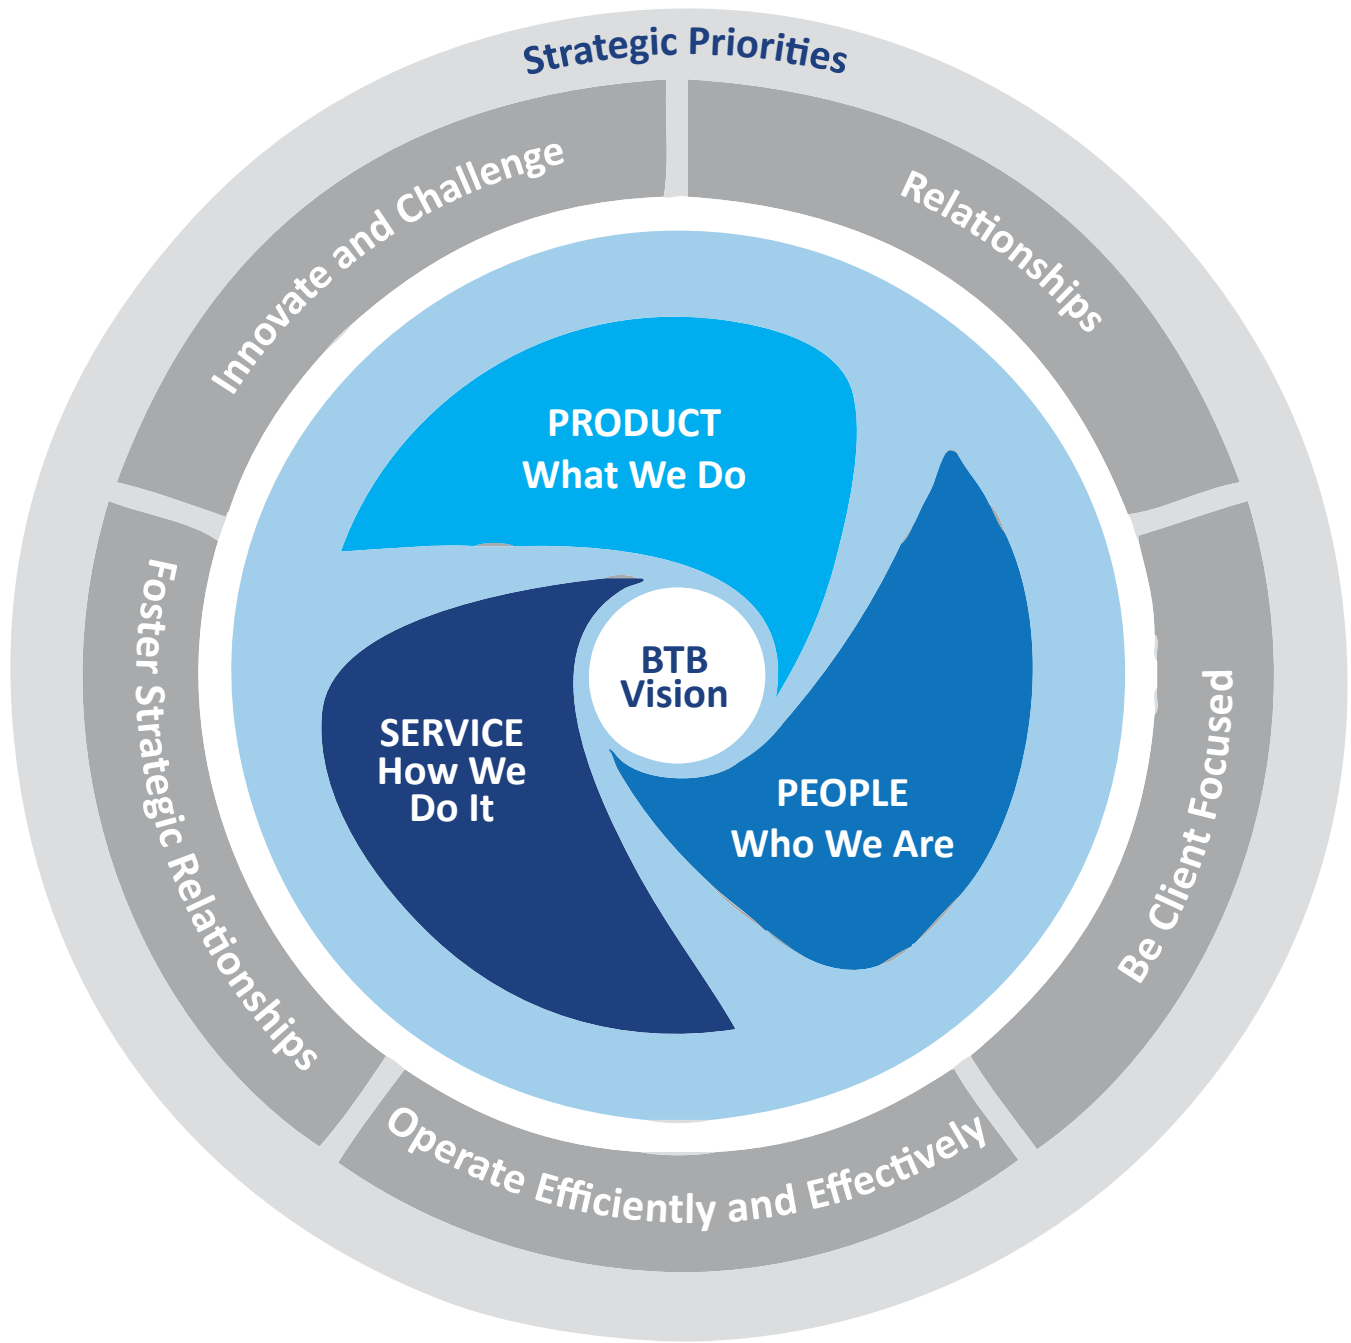 Strategic Priorities
Innovate and Challenge
Relationships
PRODUCT
What We Do
BTB
Vision
SERVICE
How We
Do It
PEOPLE
Who We Are
Foster Strategic Relationships
Be Client Focused
Operate Efficiently and Effectively